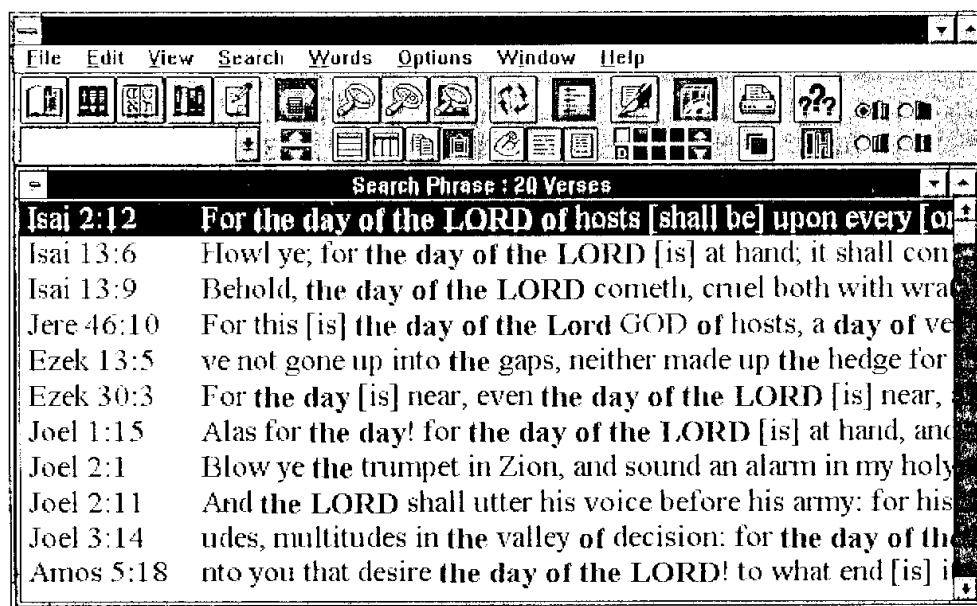 File Edit View Search Words Options Window Help
???
D
Search Phrase : 20 Verses
Isai 2:12 For the day of the LORD of hosts [shall be] upon every [on
Isai 13:6 Howl ye; for the day of the LORD [is] at hand; it shall con
Isai 13:9 Behold, the day of the LORD cometh, cruel both with wra
Jere 46:10 For this [is] the day of the Lord GOD of hosts, a day of ve
Ezek 13:5 ve not gone up into the gaps, neither made up the hedge for
Ezek 30:3 For the day [is] near, even the day of the LORD [is] near,
Joel 1:15 Alas for the day! for the day of the LORD [is] at hand, and
Joel 2:1 Blow ye the trumpet in Zion, and sound an alarm in my holy
Joel 2:11 And the LORD shall utter his voice before his army: for his
Joel 3:14 udes, multitudes in the valley of decision: for the day of the
Amos 5:18 nto you that desire the day of the LORD! to what end [is] i